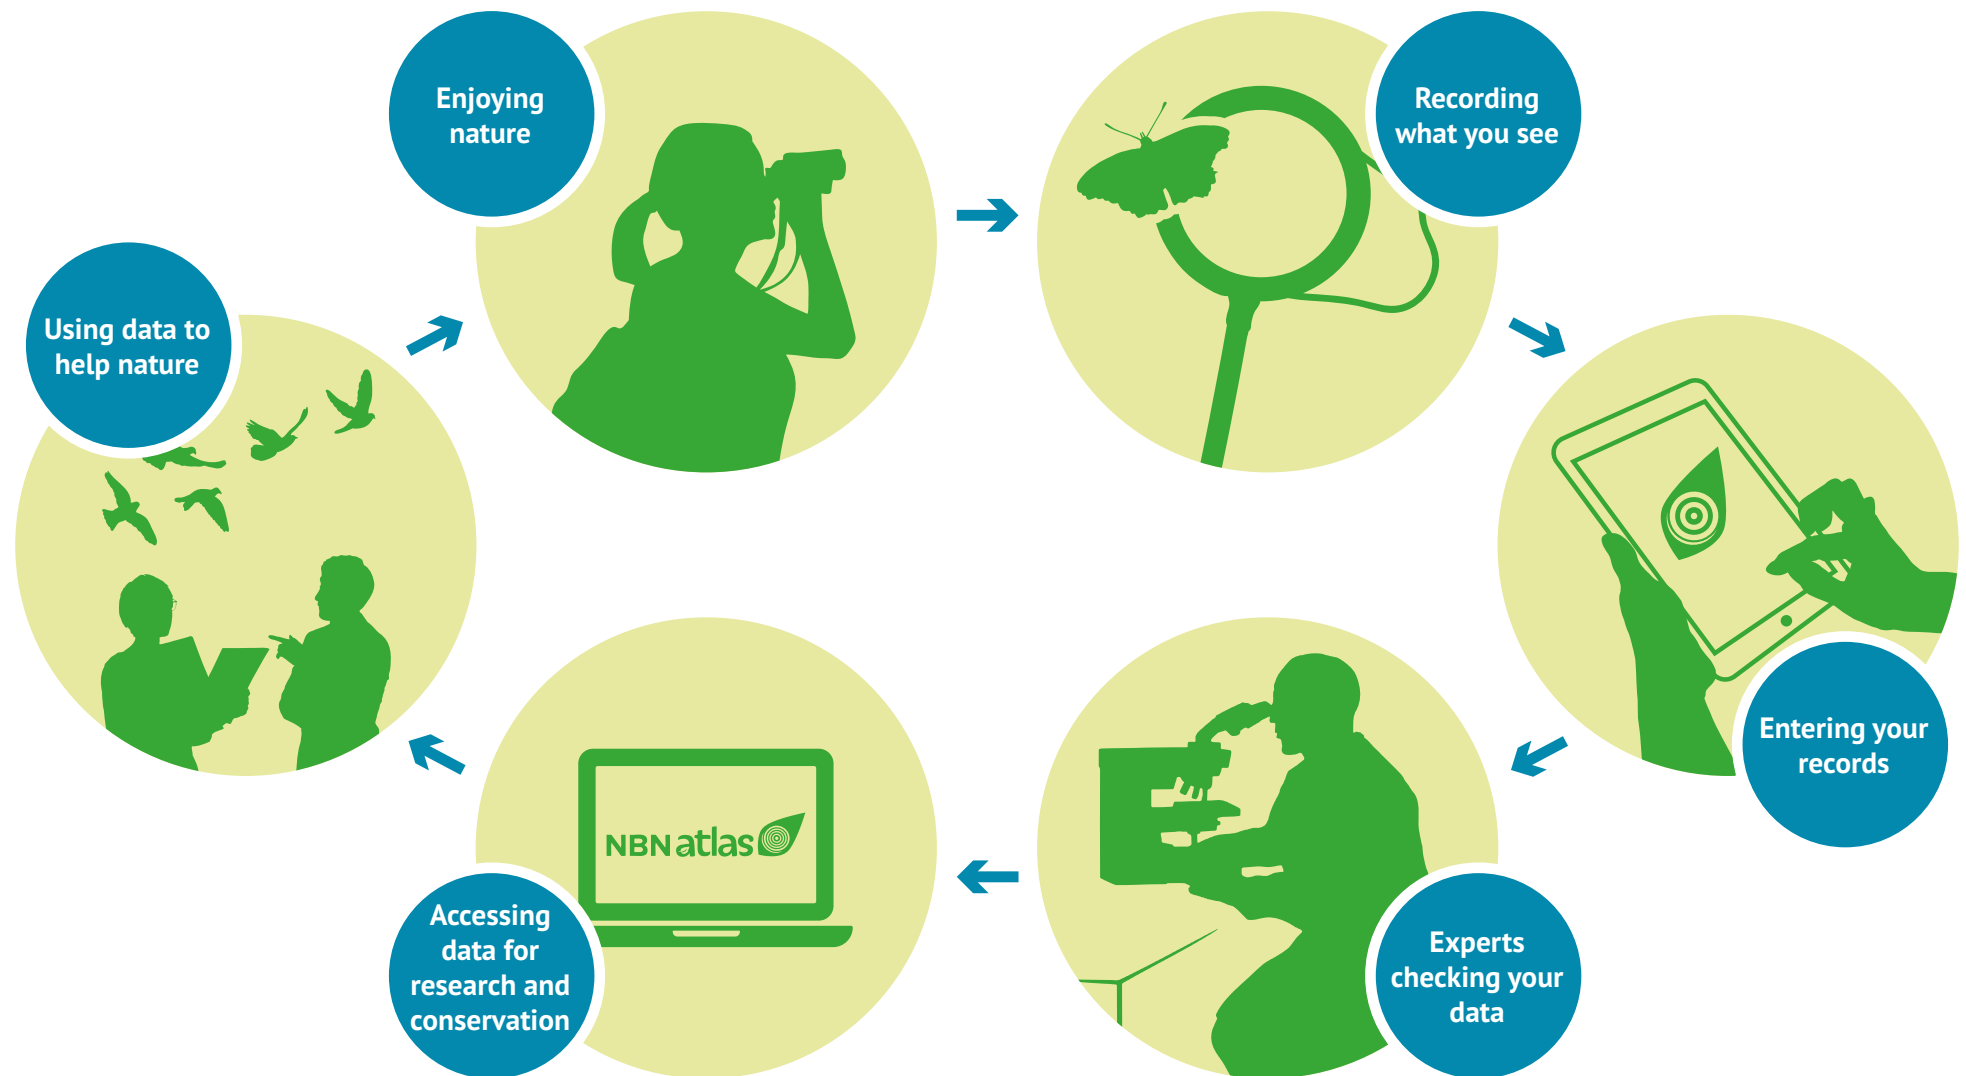 Enjoying
nature
Recording
what you see
Using data to
help nature
Entering your
records
NBN atlas
Accessing
data for
research and
conservation
Experts
checking your
data